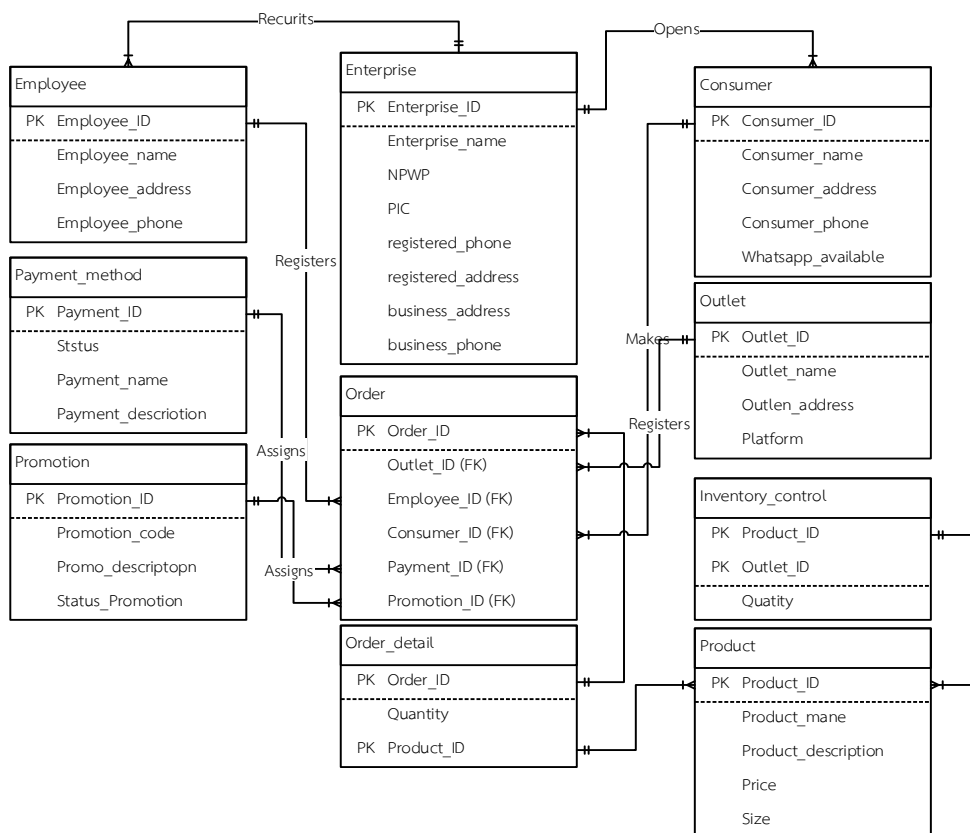 Recurits
Opens
Employee
PK Employee_ID
Employee_name
Employee_address
Employee_phone
Enterprise
PK Enterprise_ID
Enterprise_name
NPWP
PIC
registered_phone
registered_address
business_address
business_phone
Consumer
PK Consumer_ID
Consumer_name
Consumer_address
Consumer_phone
Whatsapp_available
Registers
Payment_method
PK Payment_ID
Ststus
Payment_name
Payment_descriotion
Makes
Outlet
PK Outlet_ID
Outlet_name
Outlen_address
Platform
Order
PK Order_ID
Outlet_ID (FK)
Employee_ID (FK)
Consumer_ID (FK)
Payment_ID (FK)
Promotion_ID (FK)
Registers
Assigns
Promotion
PK Promotion_ID
Promotion_code
Promo_descriptopn
Status_Promotion
Assigns
Inventory_control
PK Product_ID
PK Outlet_ID
Quatity
Order_detail
PK Order_ID
Quantity
PK Product_ID
Product
PK Product_ID
Product_mane
Product_description
Price
Size